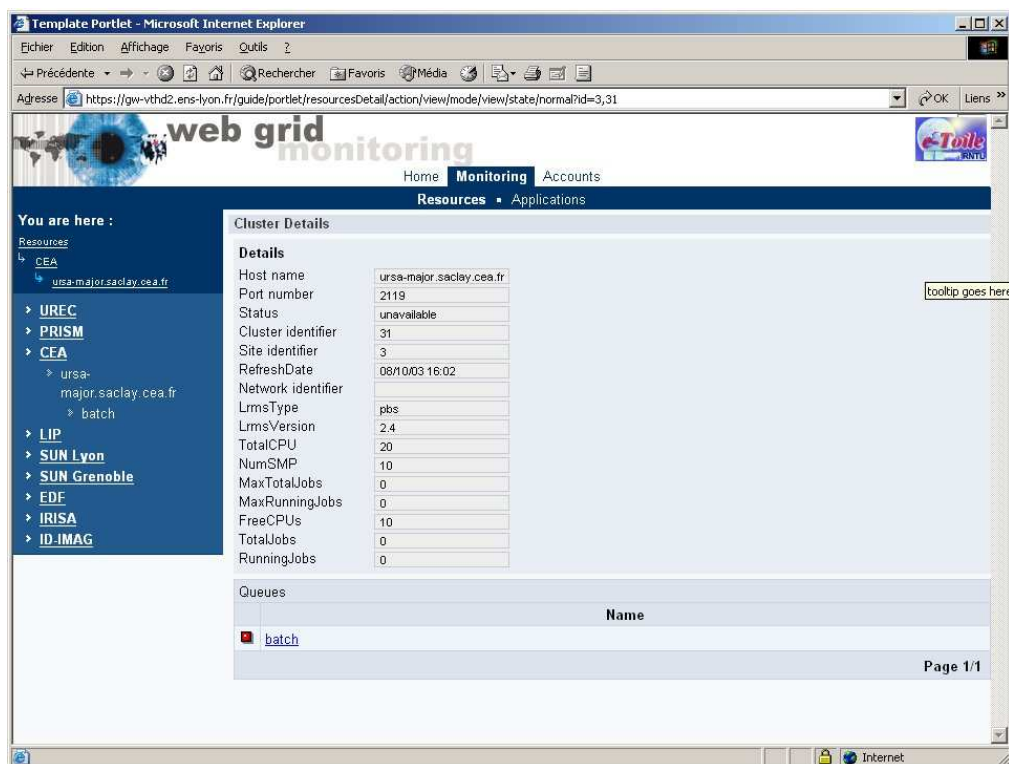 Template Portlet - Microsoft Internet Explorer
Fichier Edition Affichage Favoris Outils ?
Précédente Rechercher Favoris Média
Adresse https://gw-vthd2.ens-lyon.fr/guide/portlet/resourcesDetail/action/view/mode/view/state/normal?id=3,31 OK Liens »
web grid
monitoring
e-Toile
RNTL
Home Monitoring Accounts
Resources Applications
You are here :
Resources
CEA
ursa-major.saclay.cea.fr
UREC
PRISM
CEA
ursa-
major.saclay.cea.fr
batch
LIP
SUN Lyon
SUN Grenoble
EDF
IRISA
ID-IMAG
Cluster Details
Details
Host name ursa-major.saclay.cea.fr
Port number 2119
Status unavailable
Cluster identifier 31
Site identifier 3
RefreshDate 08/10/03 16:02
Network identifier
LrmsType pbs
LrmsVersion 2.4
TotalCPU 20
NumSMP 10
MaxTotalJobs 0
MaxRunningJobs 0
FreeCPUs 10
TotalJobs 0
RunningJobs 0
tooltip goes here
Queues
Name
batch
Page 1/1
Internet